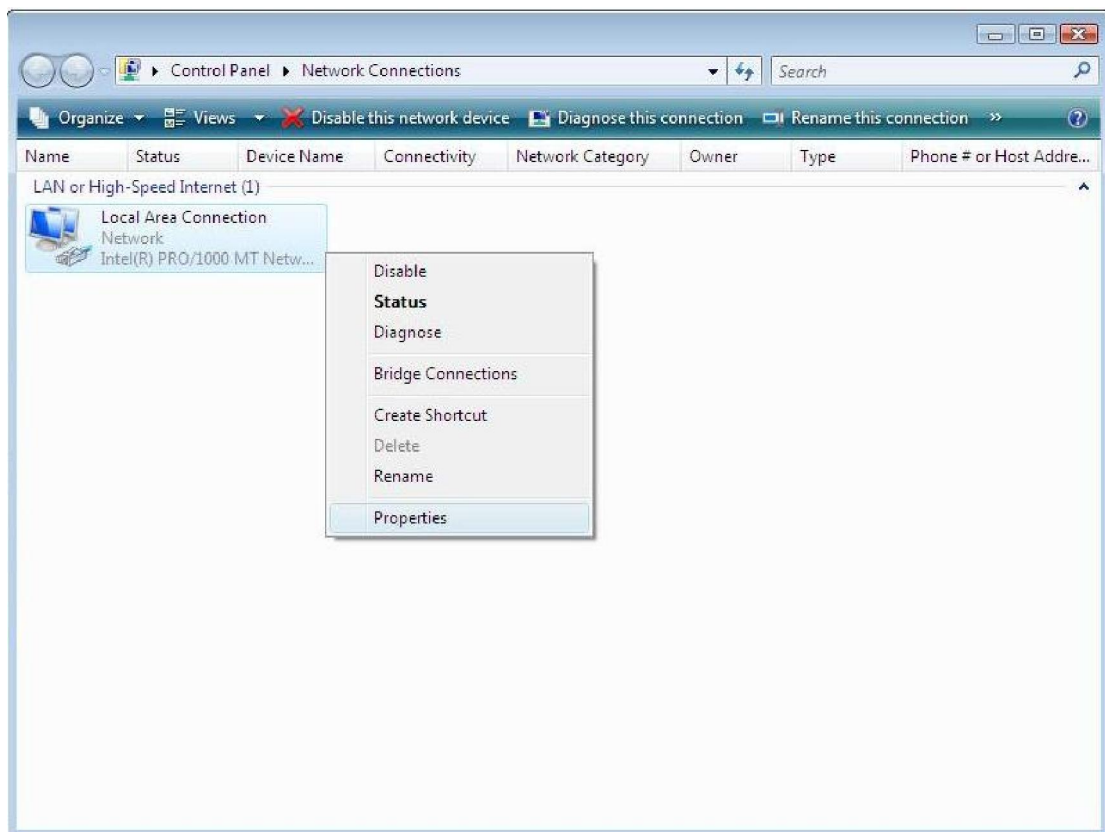 Control Panel Network Connections Search
Organize Views Disable this network device Diagnose this connection Rename this connection »
Name Status Device Name Connectivity Network Category Owner Type Phone # or Host Addre...
LAN or High-Speed Internet (1)
Local Area Connection
Network
Intel(R) PRO/1000 MT Netw...
Disable
Status
Diagnose
Bridge Connections
Create Shortcut
Delete
Rename
Properties